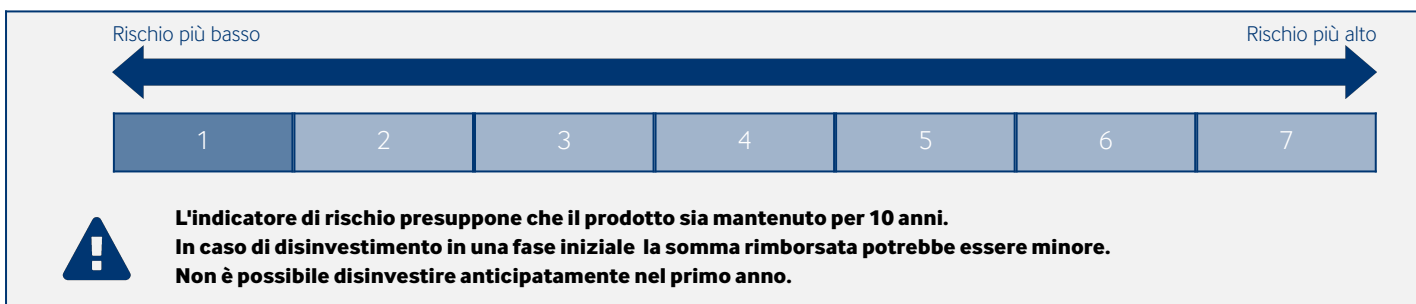 Rischio più basso Rischio più alto
1 2 3 4 5 6 7
L'indicatore di rischio presuppone che il prodotto sia mantenuto per 10 anni.
In caso di disinvestimento in una fase iniziale la somma rimborsata potrebbe essere minore.
Non è possibile disinvestire anticipatamente nel primo anno.